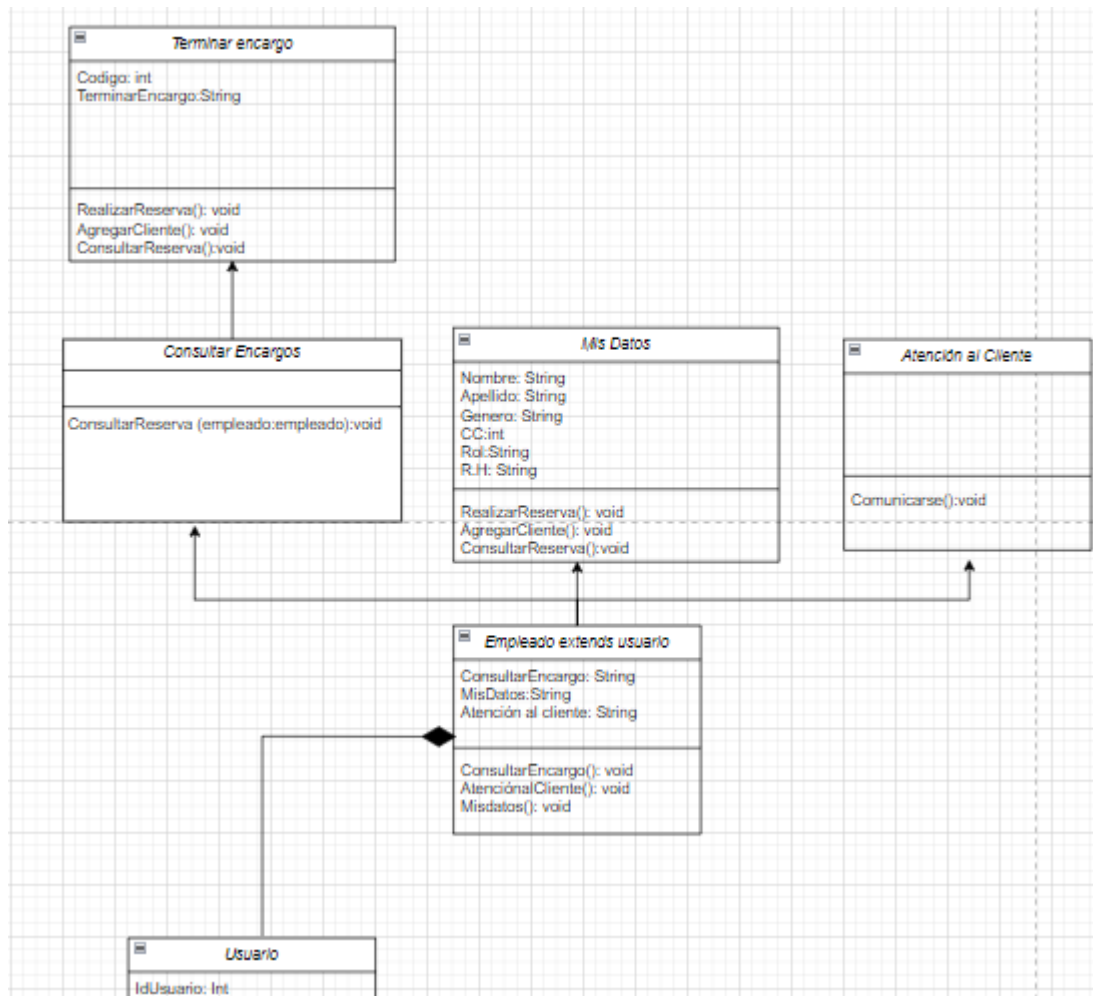 Terminar encargo
Codigo: int
TerminarEncargo:String
RealizarReserva(): void
AgregarCliente(): void
ConsultarReserva():void
Consultar Encargos
ConsultarReserva (empleado:empleado):void
Mis Datos
Nombre: String
Apellido: String
Genero: String
CC:int
Rol:String
R.H: String
RealizarReserva(): void
AgregarCliente(): void
ConsultarReserva():void
Atención al Cliente
Comunicarse():void
Empleado extends usuario
ConsultarEncargo: String
MisDatos:String
Atención al cliente: String
ConsultarEncargo(): void
AtenciónalCliente(): void
Misdatos(): void
Usuario
IdUsuario: Int